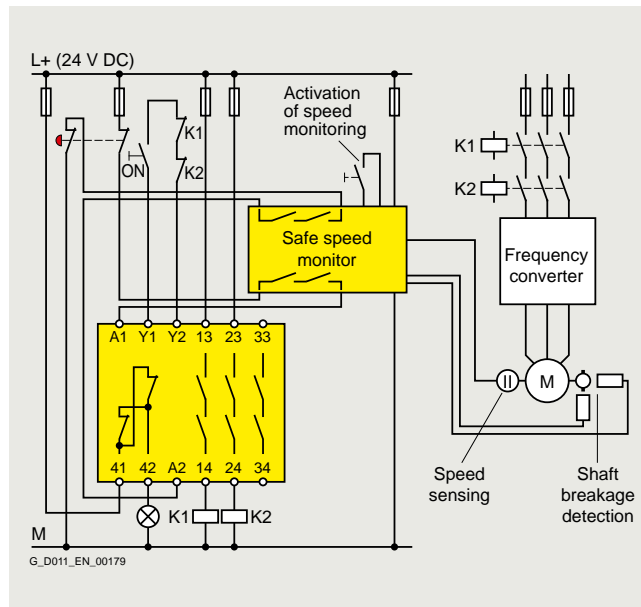 L+ (24 V DC)
Activation
of speed
monitoring
K1
K2
ON
K1
K2
Safe speed
monitor
Frequency
converter
A1 Y1 Y2 13 23 33
M
41 42 A2 14 24 34
Speed
sensing
Shaft
breakage
detection
K1 K2
M
G_D011_EN_00179